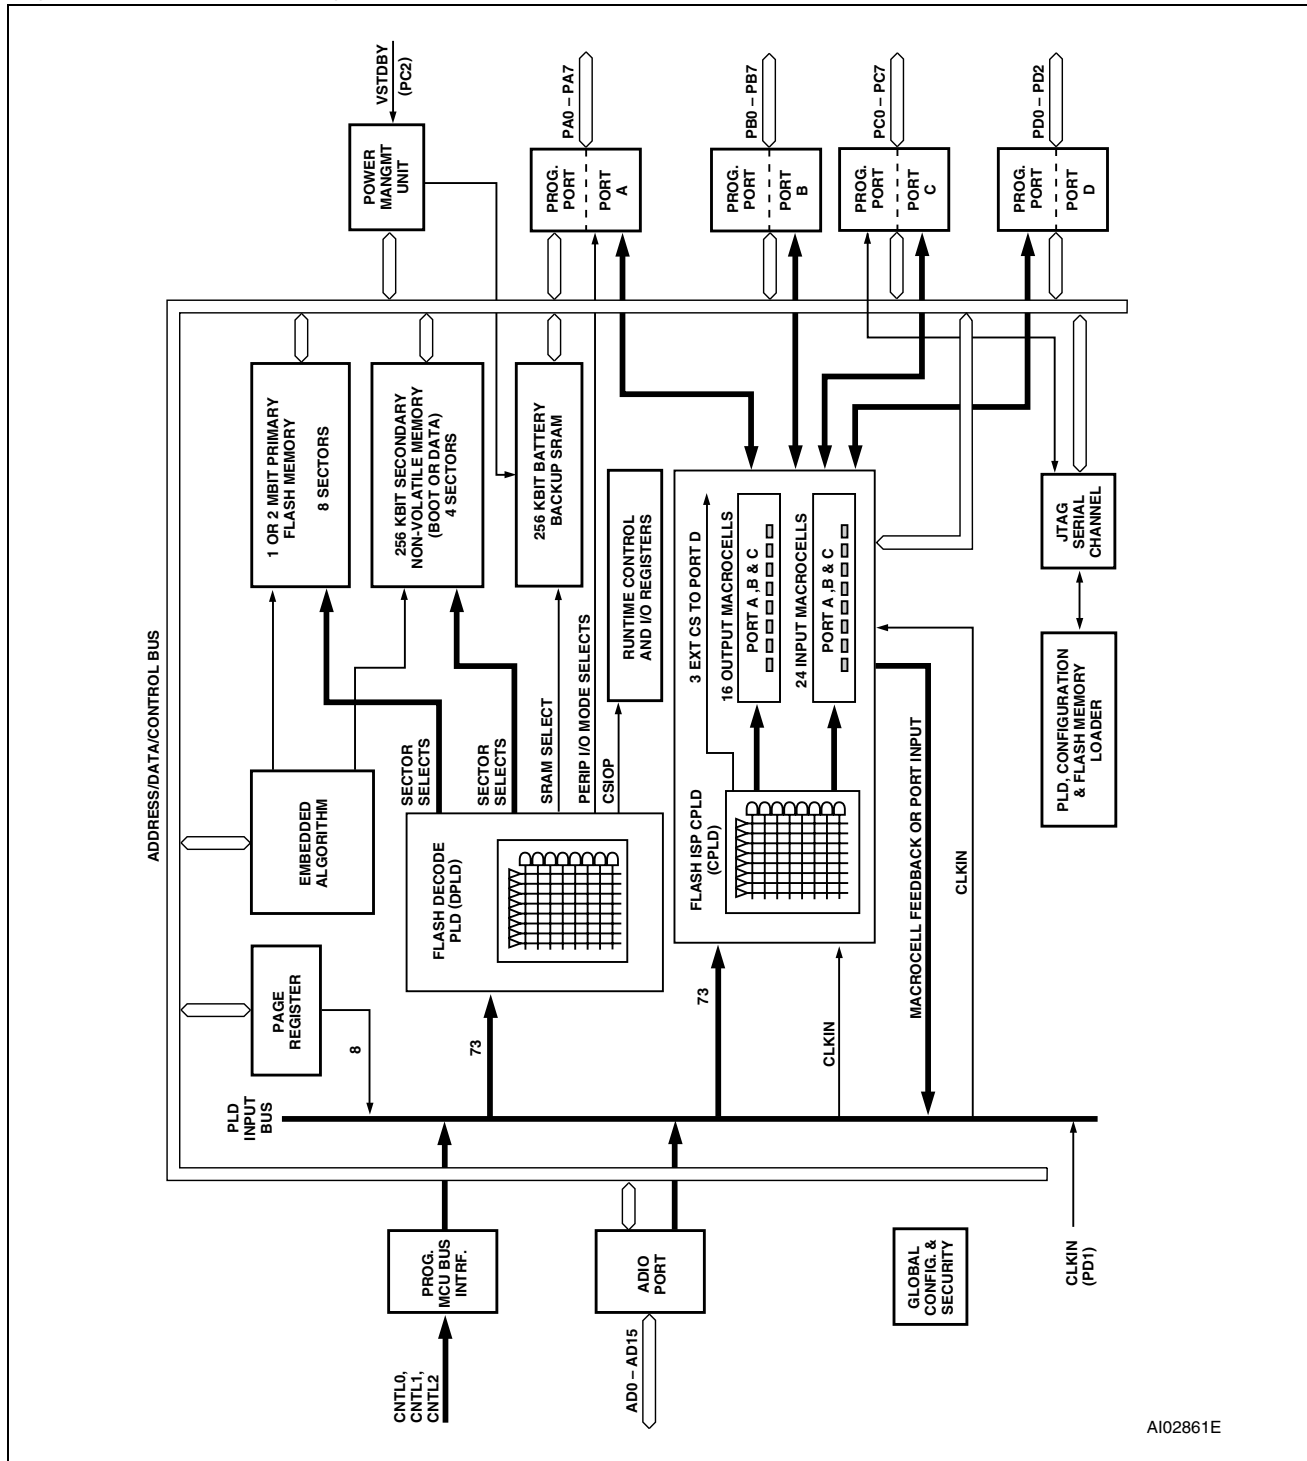 ADDRESS/DATA/CONTROL BUS
VSTDBY
(PC2)
POWER
MANGMT
UNIT
PA0 – PA7
PROG.
PORT
PORT
A
PB0 – PB7
PROG.
PORT
PORT
B
PC0 – PC7
PROG.
PORT
PORT
C
PD0 – PD2
PROG.
PORT
PORT
D
1 OR 2 MBIT PRIMARY
FLASH MEMORY
8 SECTORS
256 KBIT SECONDARY
NON-VOLATILE MEMORY
(BOOT OR DATA)
4 SECTORS
256 KBIT BATTERY
BACKUP SRAM
RUNTIME CONTROL
AND I/O REGISTERS
EMBEDDED
ALGORITHM
SECTOR
SELECTS
SECTOR
SELECTS
SRAM SELECT
PERIP I/O MODE SELECTS
CSIOP
FLASH DECODE
PLD (DPLD)
3 EXT CS TO PORT D
16 OUTPUT MACROCELLS
PORT A ,B & C
24 INPUT MACROCELLS
PORT A ,B & C
FLASH ISP CPLD
(CPLD)
JTAG
SERIAL
CHANNEL
PLD, CONFIGURATION
& FLASH MEMORY
LOADER
PAGE
REGISTER
8
73
73
CLKIN
MACROCELL FEEDBACK OR PORT INPUT
CLKIN
PLD
INPUT
BUS
PROG.
MCU BUS
INTRF.
CNTL0,
CNTL1,
CNTL2
ADIO
PORT
AD0 – AD15
GLOBAL
CONFIG. &
SECURITY
CLKIN
(PD1)
AI02861E